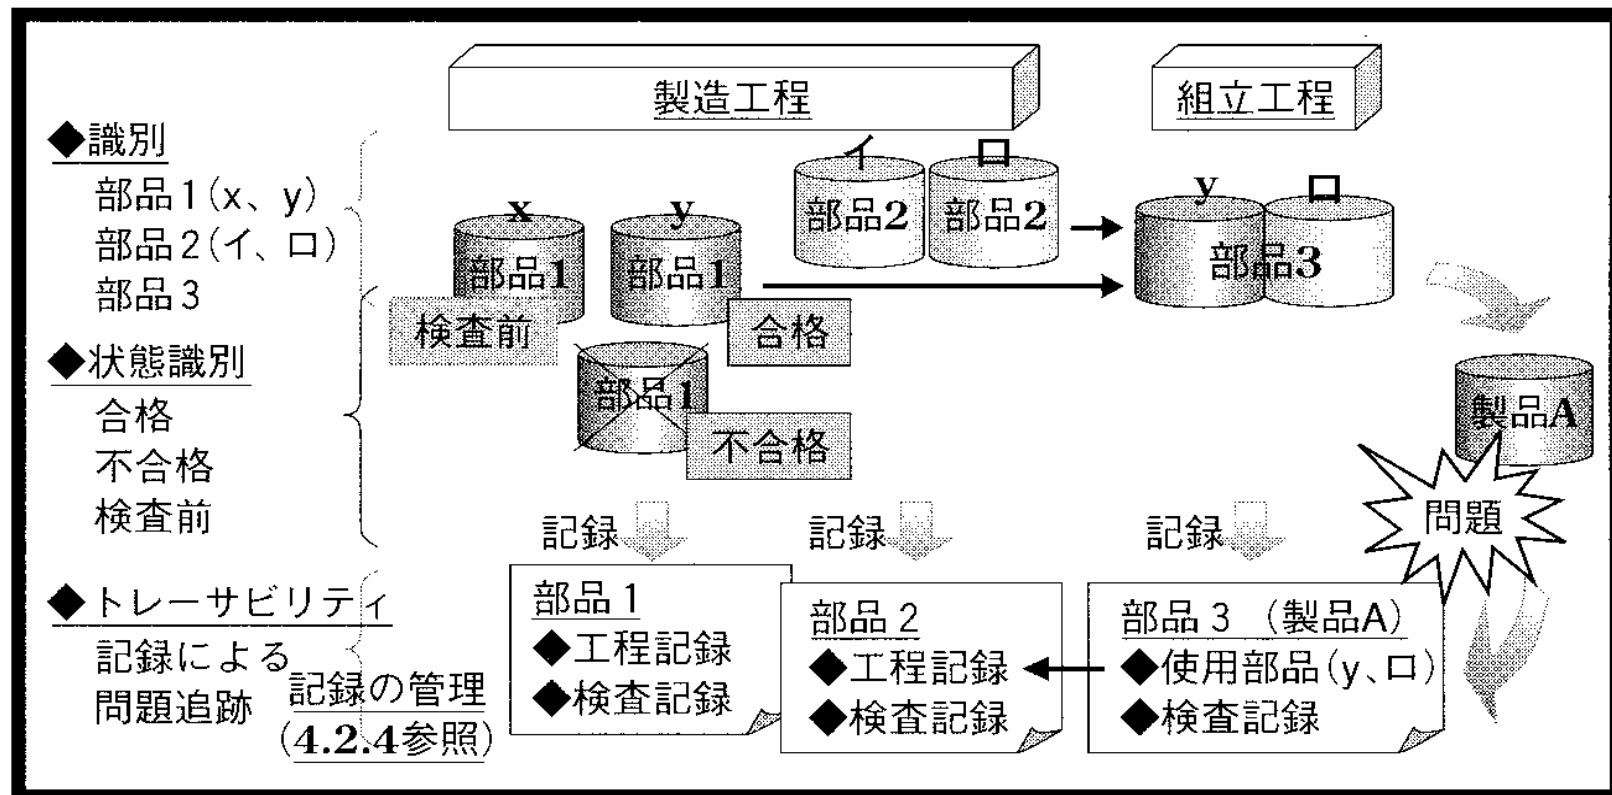 製造工程
組立工程
◆識別
部品1(x、y)
部品2(イ、ロ)
部品3
x
部品1
検査前
y
部品1
合格
部品1
不合格
イ
部品2
ロ
部品2
y
ロ
部品3
製品A
問題
◆状態識別
合格
不合格
検査前
◆トレーサビリティ
記録による
問題追跡
記録の管理
(4.2.4参照)
記録
記録
記録
部品1
◆工程記録
◆検査記録
部品2
◆工程記録
◆検査記録
部品3 (製品A)
◆使用部品(y、ロ)
◆検査記録